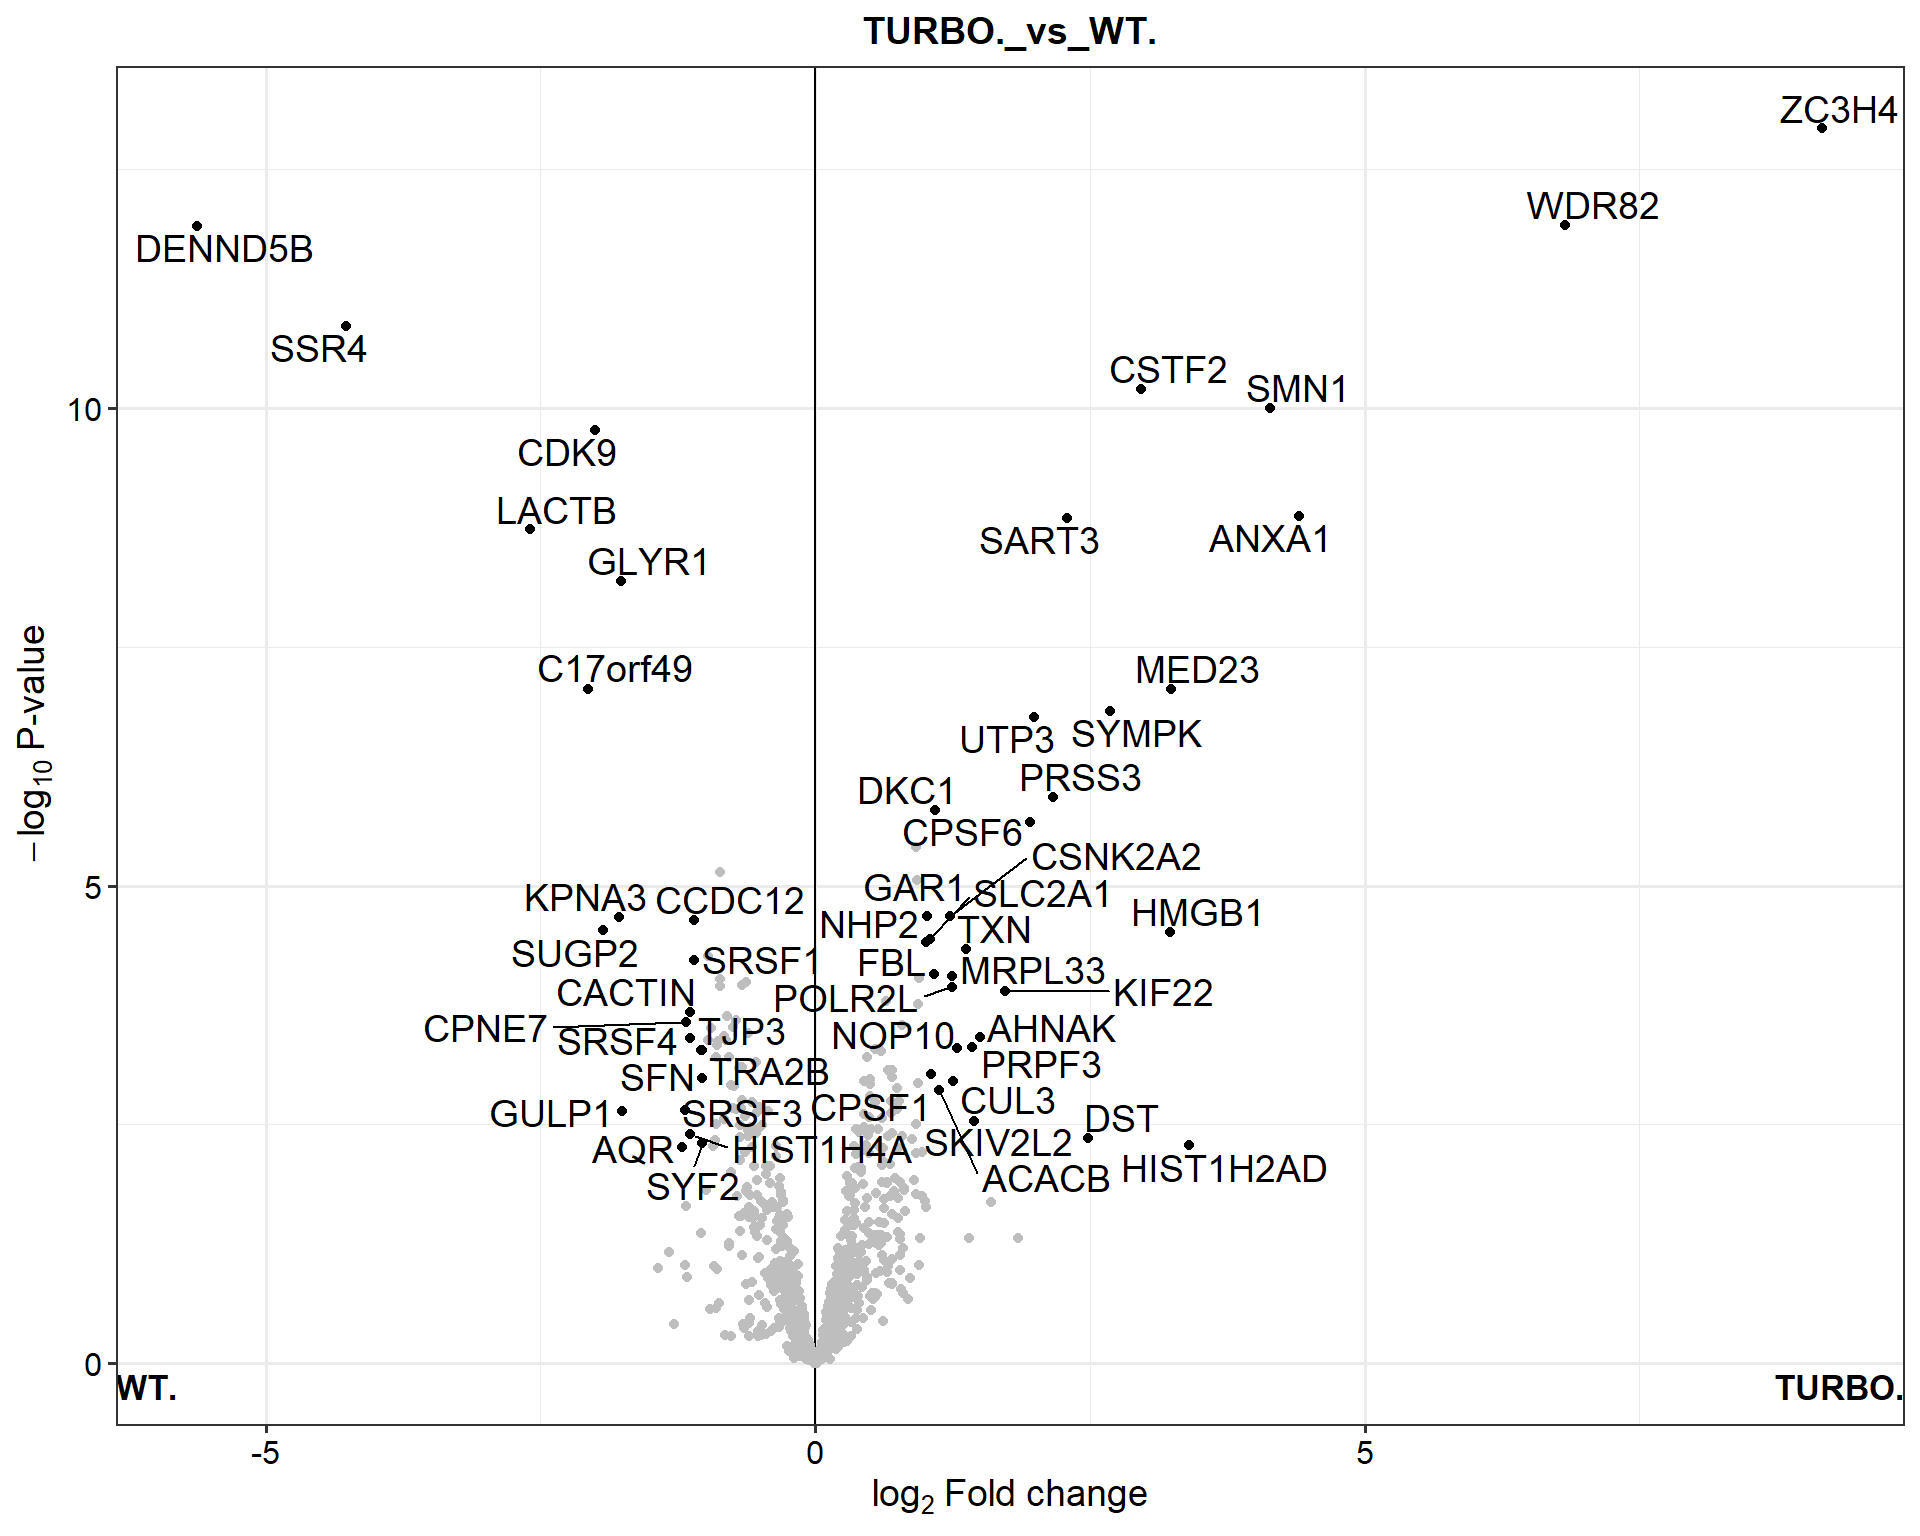 TURBO._vs_WT.
ZC3H4
WDR82
DENND5B
SSR4
CSTF2
SMN1
10
CDK9
LACTB
SART3
ANXA1
GLYR1
C17orf49
MED23
UTP3
SYMPK
PRSS3
DKC1
CPSF6
CSNK2A2
5
KPNA3
CCDC12
GAR1
SLC2A1
HMGB1
NHP2
TXN
SUGP2
SRSF1
FBL
MRPL33
CACTIN
POLR2L
KIF22
CPNE7
SRSF4
TJP3
NOP10
AHNAK
SFN
TRA2B
PRPF3
GULP1
SRSF3
CPSF1
CUL3
DST
AQR
HIST1H4A
SKIV2L2
HIST1H2AD
SYF2
ACACB
0
WT.
TURBO.
-5
0
5
log2 Fold change
−log10 P-value